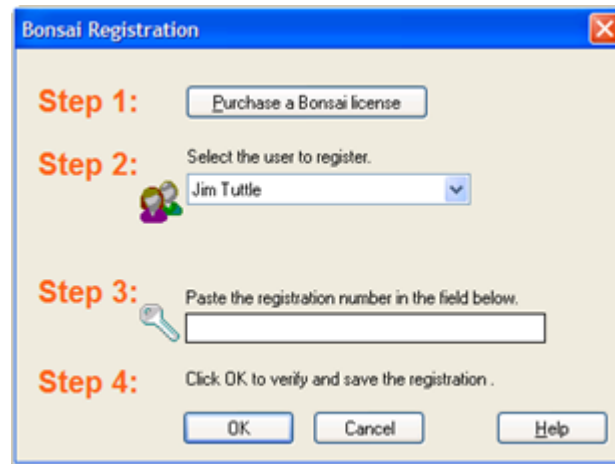 Bonsai Registration
Step 1:
Purchase a Bonsai license
Step 2:
Select the user to register.
Jim Tuttle
Step 3:
Paste the registration number in the field below.
Step 4:
Click OK to verify and save the registration .
OK
Cancel
Help